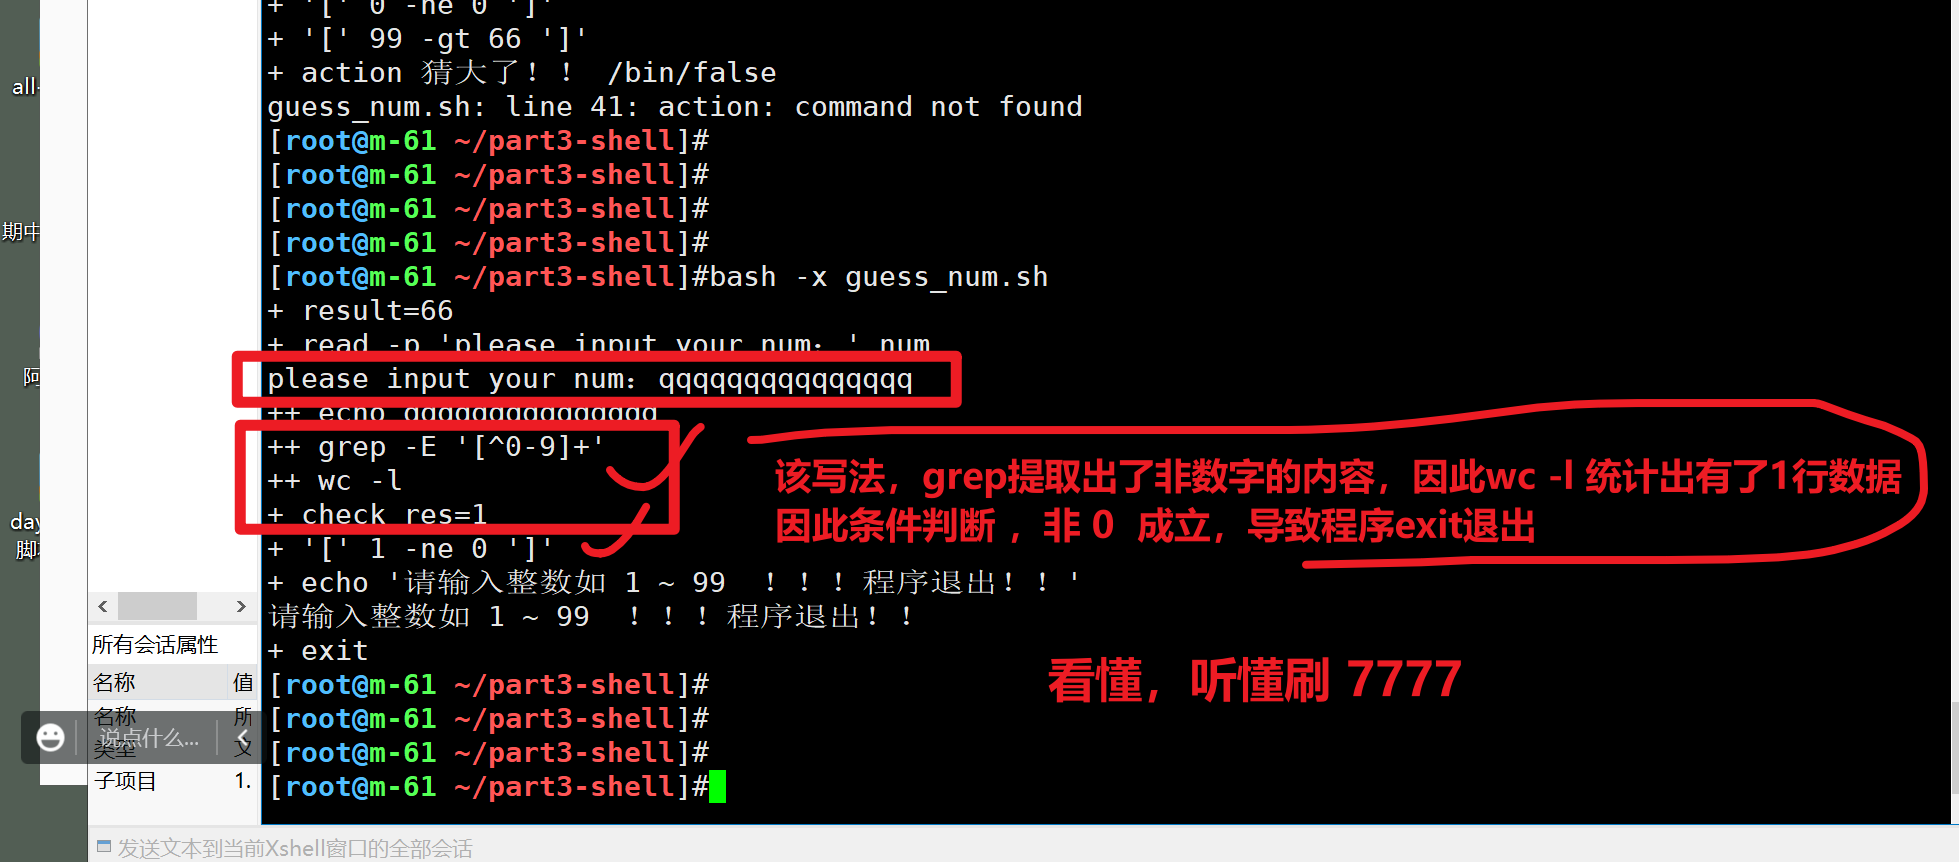 + '[' 0 -ne 0 ']'
+ '[' 99 -gt 66 ']'
+ action 猜大了！！ /bin/false
guess_num.sh: line 41: action: command not found
[root@m-61 ~/part3-shell]#
[root@m-61 ~/part3-shell]#
[root@m-61 ~/part3-shell]#
[root@m-61 ~/part3-shell]#
[root@m-61 ~/part3-shell]#bash -x guess_num.sh
+ result=66
+ read -p 'please input your num：' num
please input your num：qqqqqqqqqqqqqqq
++ echo qqqqqqqqqqqqqqq
++ grep -E '[^0-9]+'
++ wc -l
+ check_res=1
+ '[' 1 -ne 0 ']'
+ echo '请输入整数如 1 ~ 99 ！！！程序退出！！'
请输入整数如 1 ~ 99 ！！！程序退出！！
+ exit
[root@m-61 ~/part3-shell]#
[root@m-61 ~/part3-shell]#
[root@m-61 ~/part3-shell]#
[root@m-61 ~/part3-shell]#
该写法，grep提取出了非数字的内容，因此wc -l 统计出有了1行数据
因此条件判断 ，非 0 成立，导致程序exit退出
看懂，听懂刷 7777
all-
期中
阿
day
脚本
所有会话属性
名称 值
名称 所
类型 文
子项目 1.
说点什么...
发送文本到当前Xshell窗口的全部会话